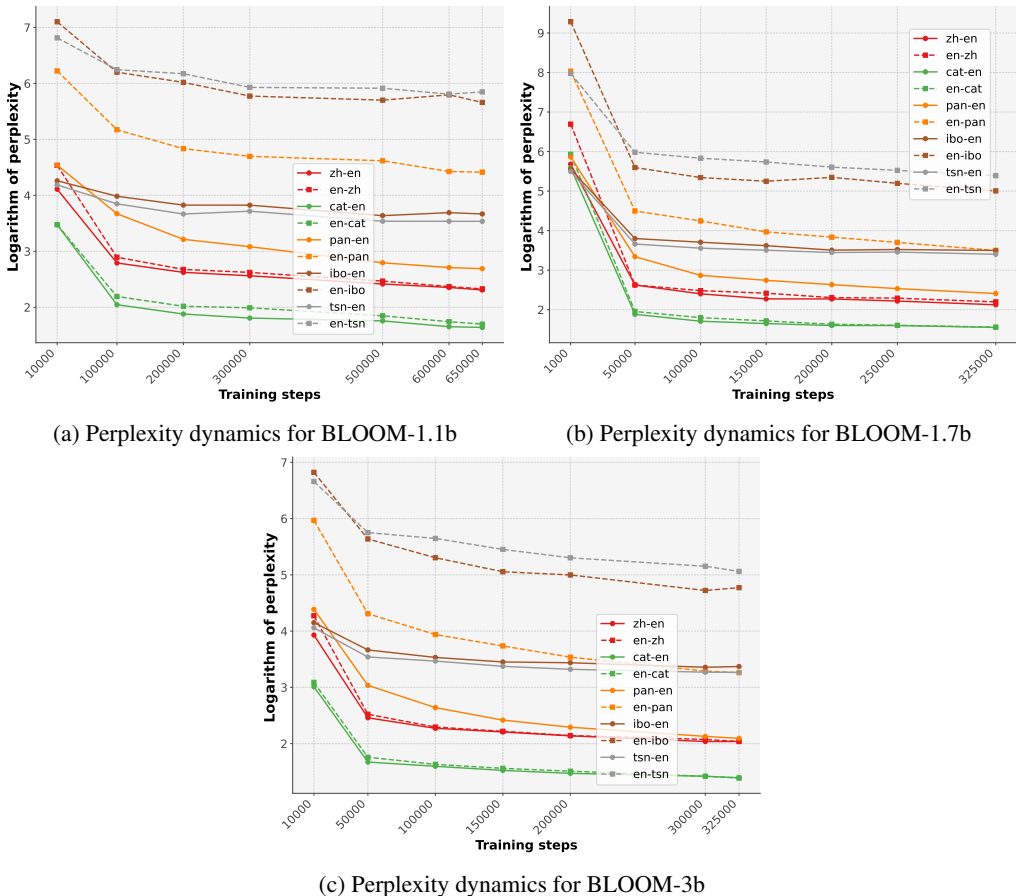 7
6
5
4
3
2
Logarithm of perplexity
zh-en
en-zh
cat-en
en-cat
pan-en
en-pan
ibo-en
en-ibo
tsn-en
en-tsn
10000
100000
200000
300000
500000
600000
650000
Training steps
(a) Perplexity dynamics for BLOOM-1.1b
9
8
7
6
5
4
3
2
Logarithm of perplexity
zh-en
en-zh
cat-en
en-cat
pan-en
en-pan
ibo-en
en-ibo
tsn-en
en-tsn
1000
50000
100000
150000
200000
250000
325000
Training steps
(b) Perplexity dynamics for BLOOM-1.7b
7
6
5
4
3
2
Logarithm of perplexity
zh-en
en-zh
cat-en
en-cat
pan-en
en-pan
ibo-en
en-ibo
tsn-en
en-tsn
10000
50000
100000
150000
200000
300000
325000
Training steps
(c) Perplexity dynamics for BLOOM-3b